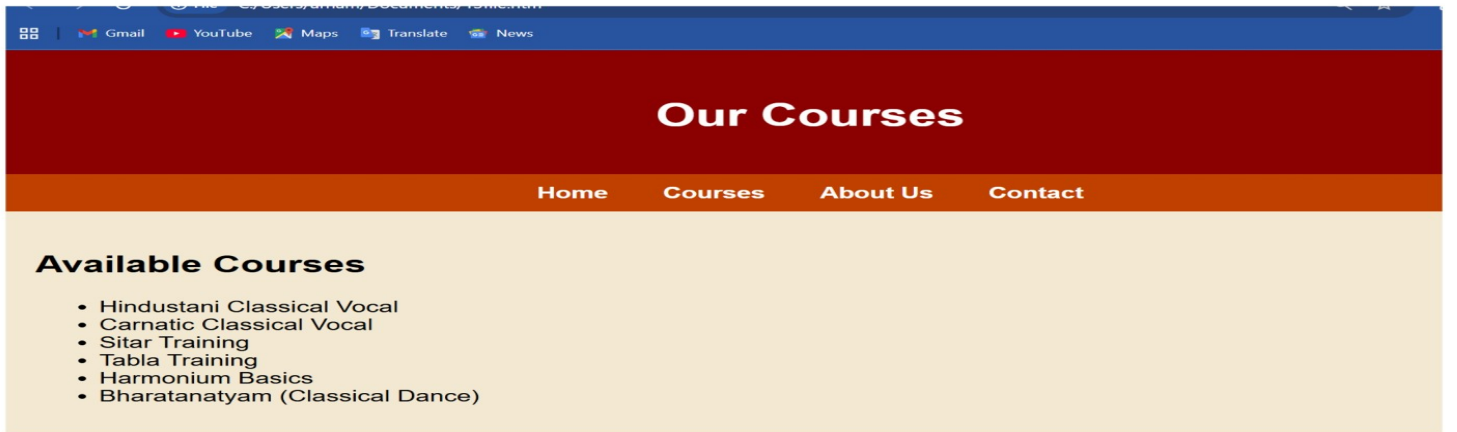 Gmail YouTube Maps Translate News
Our Courses
Home Courses About Us Contact
Available Courses
• Hindustani Classical Vocal
• Carnatic Classical Vocal
• Sitar Training
• Tabla Training
• Harmonium Basics
• Bharatanatyam (Classical Dance)